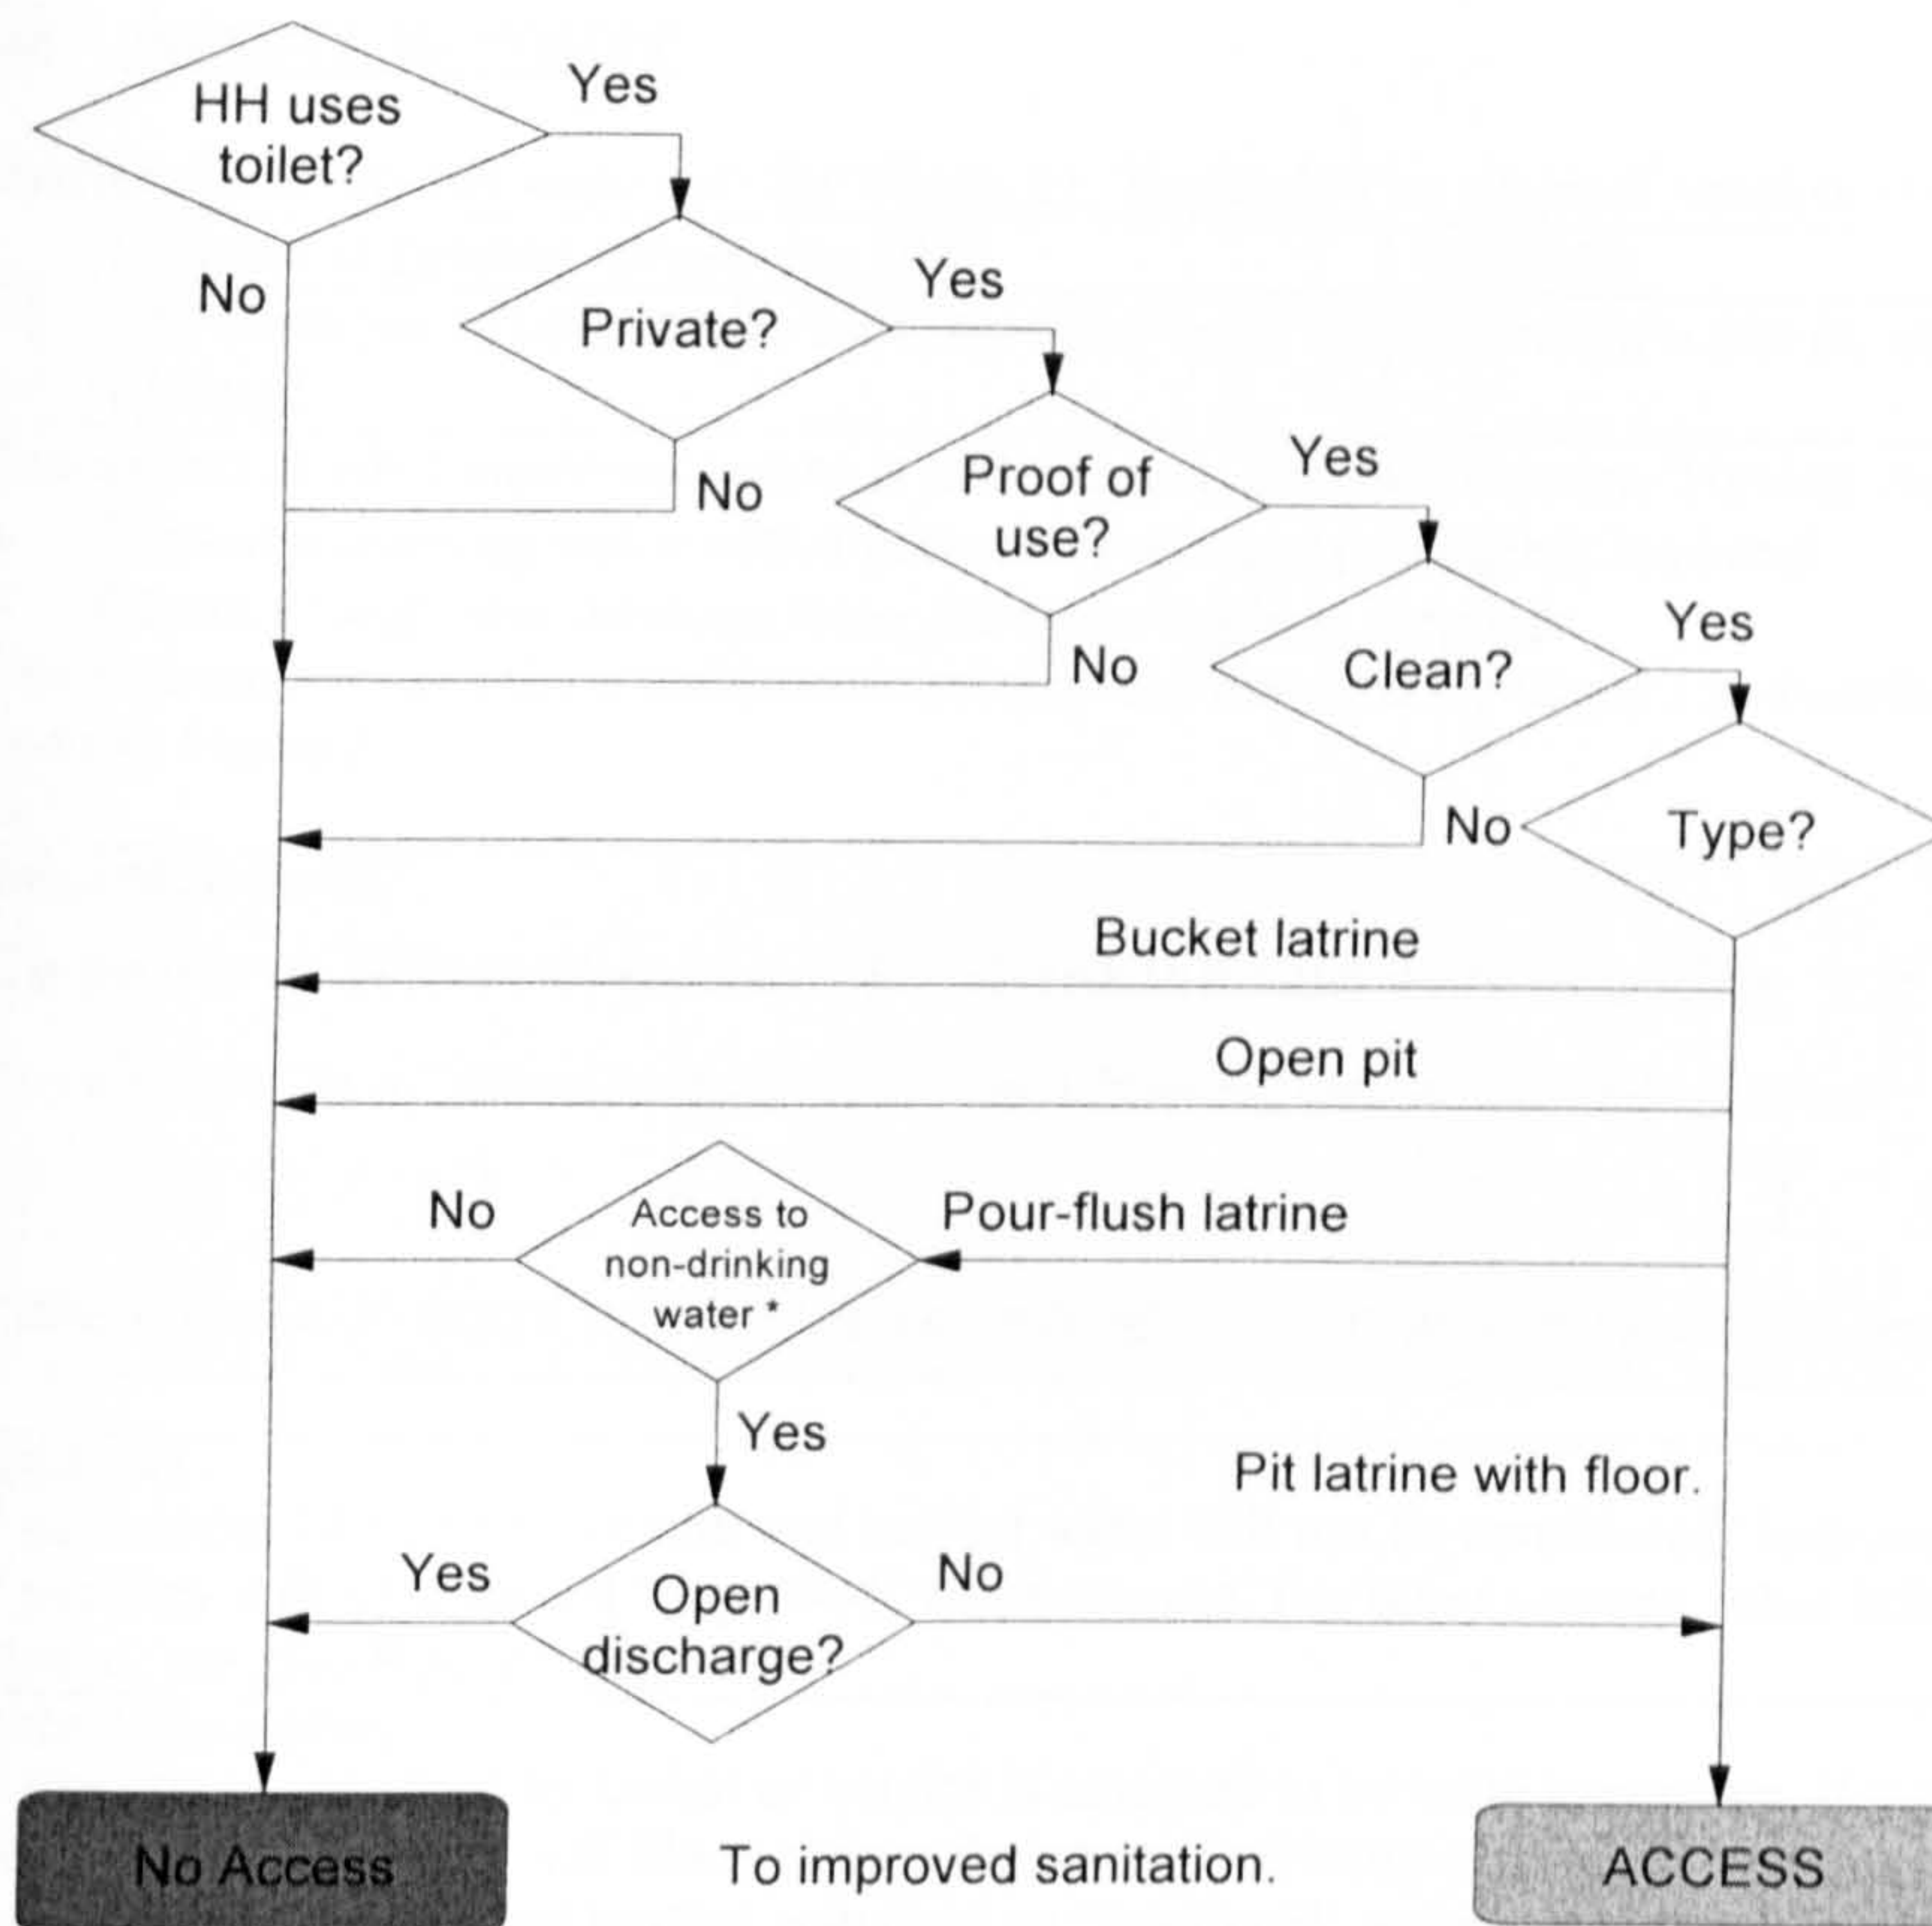 HH uses
toilet?
Yes
No
Private?
Yes
No
Proof of
use?
Yes
No
Clean?
Yes
No
Type?
Bucket latrine
Open pit
Pour-flush latrine
Access to
non-drinking
water *
No
Yes
Pit latrine with floor.
Open
discharge?
Yes
No
No Access
To improved sanitation.
ACCESS